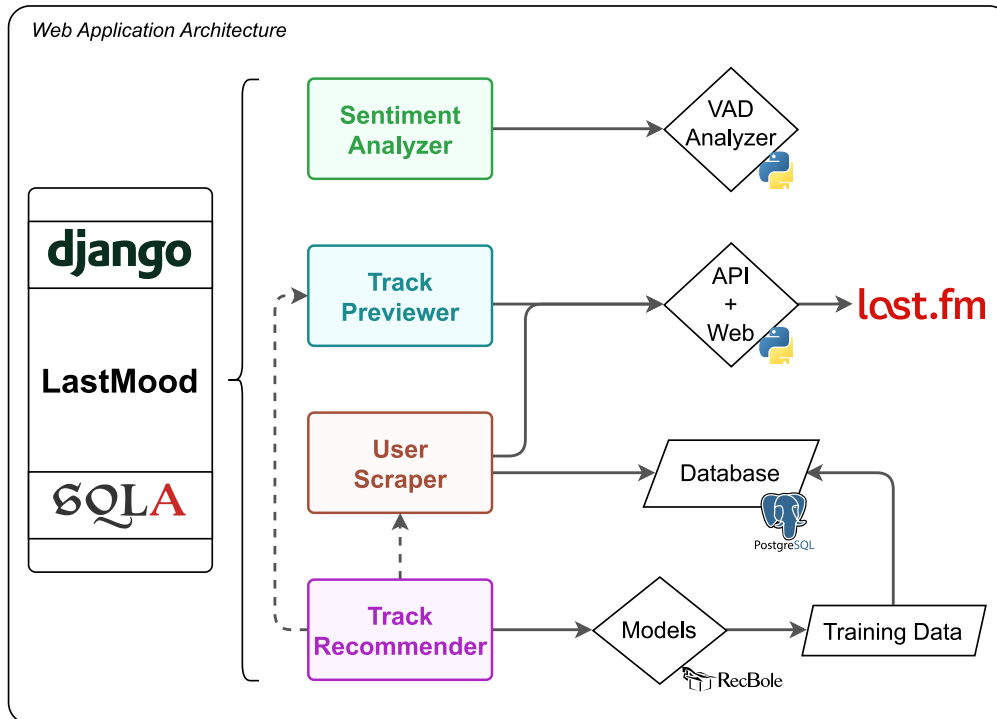 Web Application Architecture
django
LastMood
SQLA
Sentiment
Analyzer
VAD
Analyzer
Track
Previewer
API
+
Web
last.fm
User
Scraper
Database
PostgreSQL
Track
Recommender
Models
RecBole
Training Data